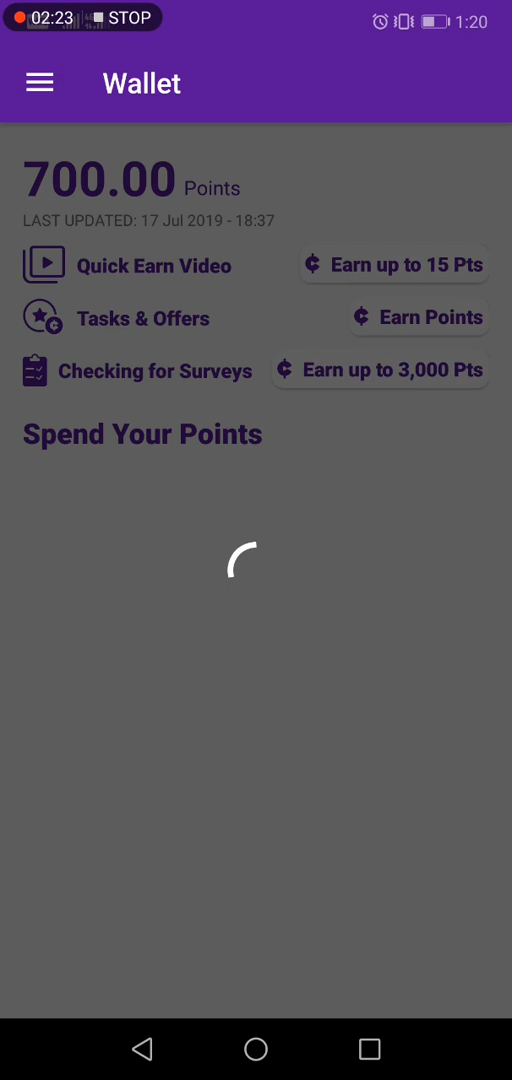 02:23 STOP
1:20
Wallet
700.00 Points
LAST UPDATED: 17 Jul 2019 - 18:37
Quick Earn Video
¢ Earn up to 15 Pts
Tasks & Offers
¢ Earn Points
Checking for Surveys
¢ Earn up to 3,000 Pts
Spend Your Points